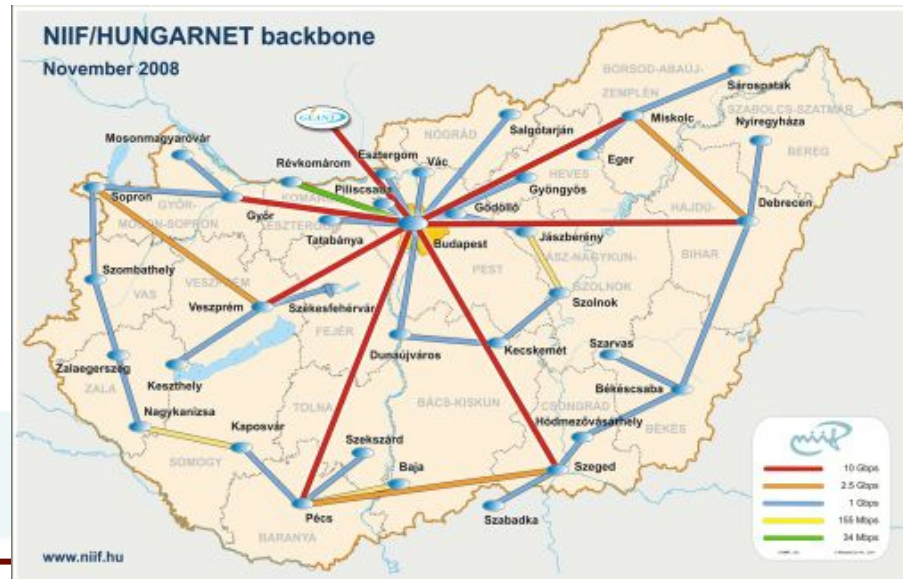 NIIF/HUNGARNET backbone
November 2008
BORSOD-ABAÚJ-
ZEMPLÉN
Sárospatak
SZABOLCS-SZATMÁR
BEREG
Nyíregyháza
Miskolc
Salgótarján
NÓGRÁD
Mosonmagyaróvár
Esztergom
Vác
Révkomárom
Piliscsaba
Eger
HEVES
Gyöngyös
Sopron
GYŐR-
MOSON-SOPRON
Győr
Gödöllő
HAJDÚ-
BIHAR
Debrecen
Tatabánya
Budapest
Jászberény
JÁSZ-NAGYKUN-
SZOLNOK
PEST
Szombathely
VAS
VESZPRÉM
Veszprém
Székesfehérvár
FEJÉR
Szolnok
Dunaújváros
Kecskemét
Szarvas
Zalaegerszeg
ZALA
Keszthely
Békéscsaba
Nagykanizsa
Kaposvár
TOLNA
BÁCS-KISKUN
CSONGRÁD
Hódmezővásárhely
BÉKÉS
SOMOGY
Szekszárd
Baja
Szeged
Pécs
Szabadka
BARANYA
niif
10 Gbps
2.5 Gbps
1 Gbps
155 Mbps
34 Mbps
www.niif.hu